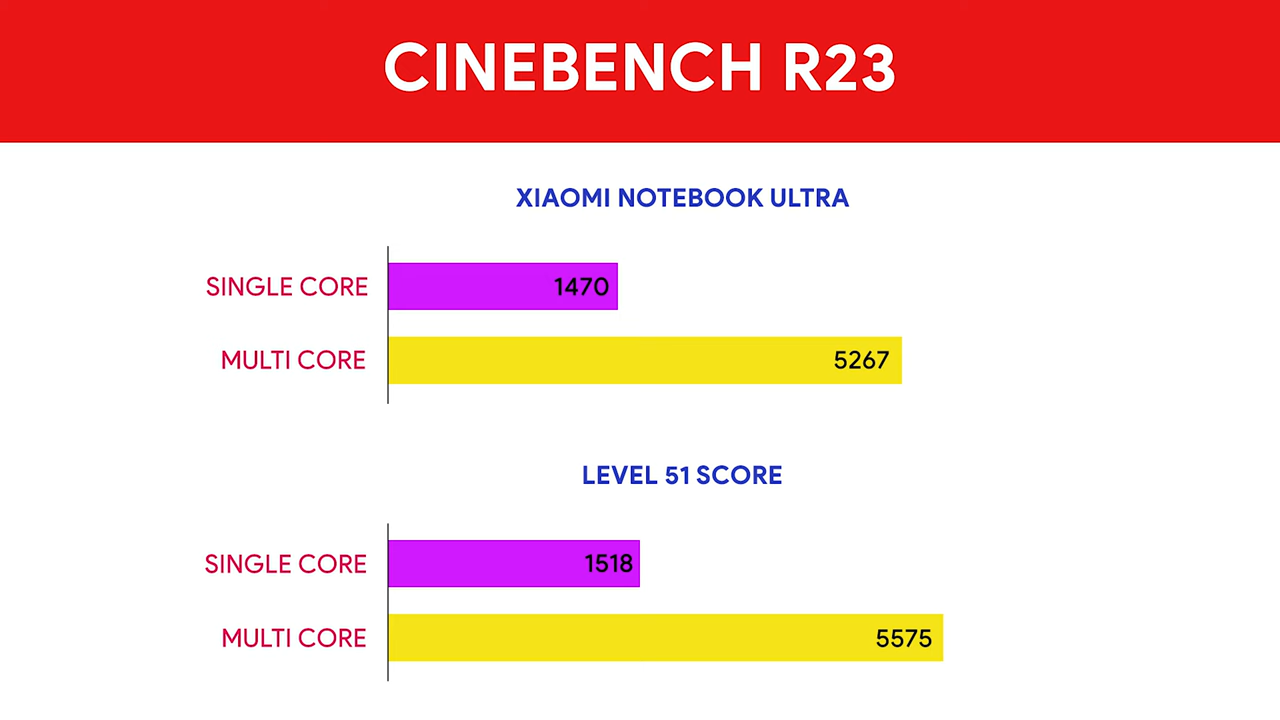 CINEBENCH R23
XIAOMI NOTEBOOK ULTRA
SINGLE CORE 1470
MULTI CORE 5267
LEVEL 51 SCORE
SINGLE CORE 1518
MULTI CORE 5575